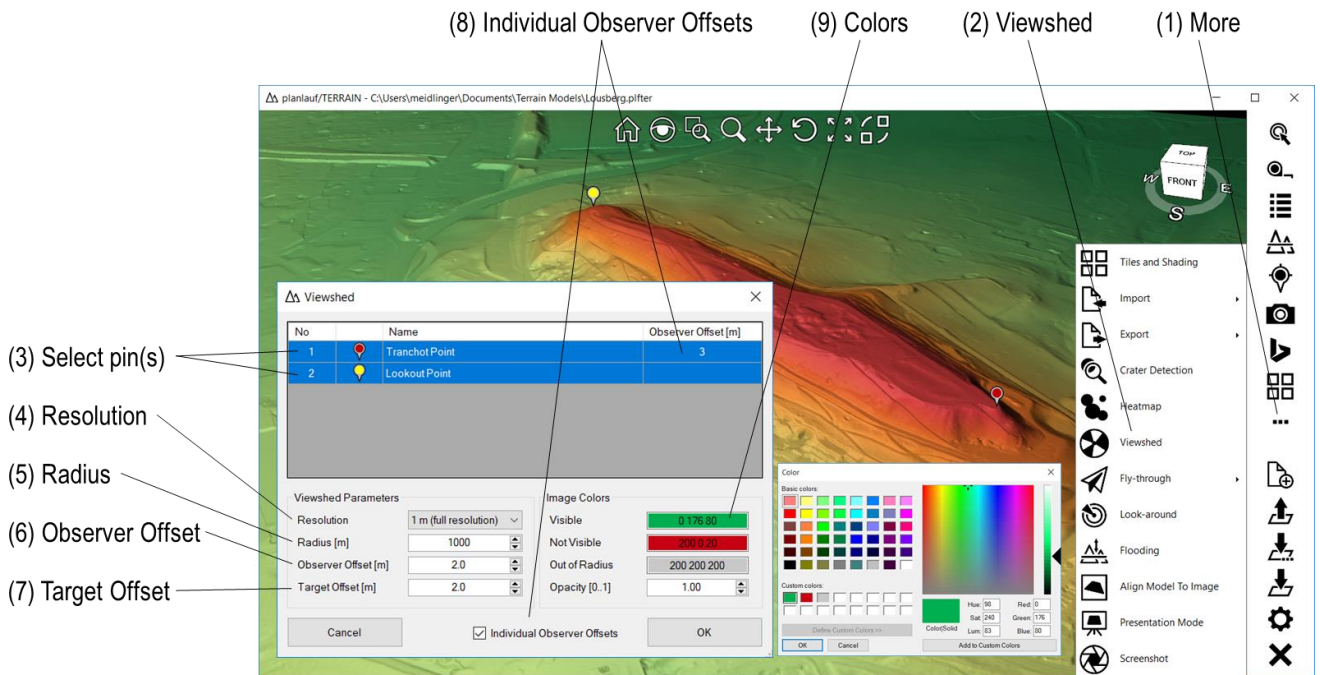 (8) Individual Observer Offsets (9) Colors (2) Viewshed (1) More
planlauf/TERRAIN - C:\Users\meidlinger\Documents\Terrain Models\Lousberg.plfter
TOP
W FRONT E
S
Tiles and Shading
Import
Export
Crater Detection
Heatmap
Viewshed
Fly-through
Look-around
Flooding
Align Model To Image
Presentation Mode
Screenshot
(3) Select pin(s)
(4) Resolution
(5) Radius
(6) Observer Offset
(7) Target Offset
Viewshed
No Name Observer Offset [m]
1 Tranchot Point 3
2 Lookout Point
Viewshed Parameters
Resolution 1 m (full resolution)
Radius [m] 1000
Observer Offset [m] 2.0
Target Offset [m] 2.0
Image Colors
Visible 0 176 80
Not Visible 200 0 20
Out of Radius 200 200 200
Opacity [0..1] 1.00
Cancel Individual Observer Offsets OK
Color
Basic colors:
Custom colors:
Define Custom Colors >>
OK Cancel
Color|Solid
Hue: 98 Red: 0
Sat: 240 Green: 176
Lum: 83 Blue: 80
Add to Custom Colors